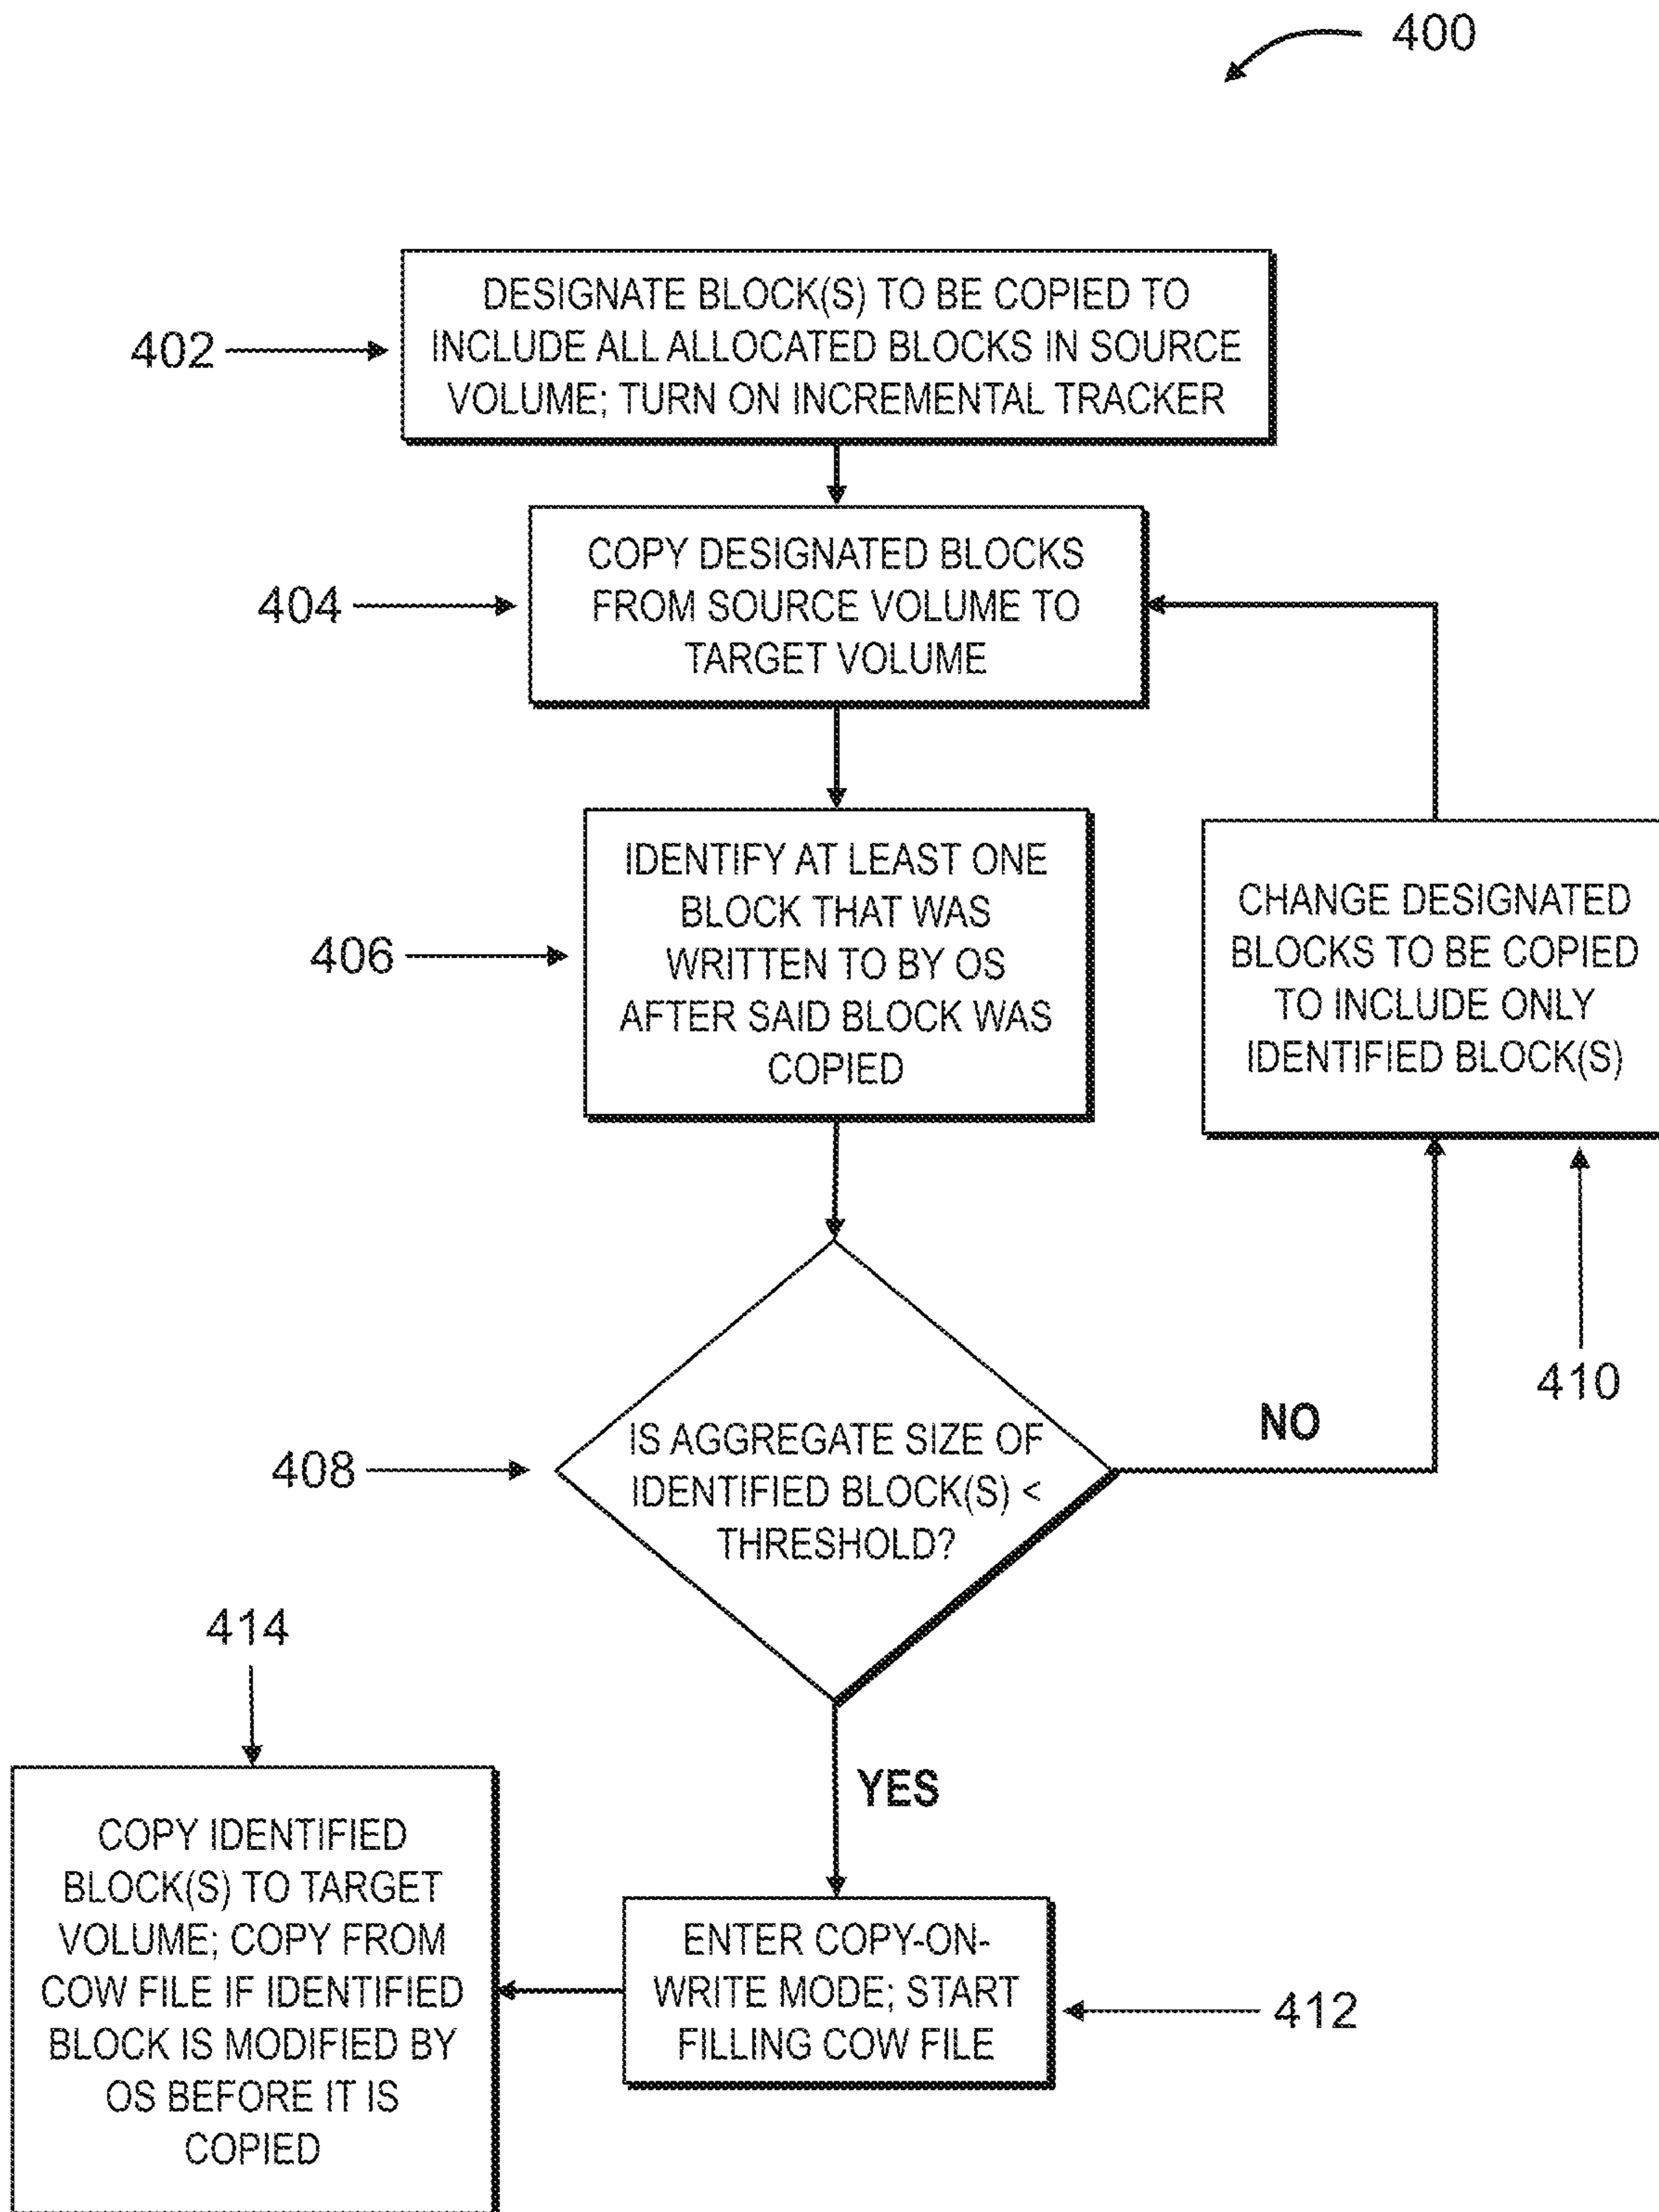 400
DESIGNATE BLOCK(S) TO BE COPIED TO
INCLUDE ALL ALLOCATED BLOCKS IN SOURCE
VOLUME; TURN ON INCREMENTAL TRACKER
402
COPY DESIGNATED BLOCKS
FROM SOURCE VOLUME TO
TARGET VOLUME
404
IDENTIFY AT LEAST ONE
BLOCK THAT WAS
WRITTEN TO BY OS
AFTER SAID BLOCK WAS
COPIED
406
CHANGE DESIGNATED
BLOCKS TO BE COPIED
TO INCLUDE ONLY
IDENTIFIED BLOCK(S)
410
IS AGGREGATE SIZE OF
IDENTIFIED BLOCK(S) <
THRESHOLD?
408
NO
YES
414
COPY IDENTIFIED
BLOCK(S) TO TARGET
VOLUME; COPY FROM
COW FILE IF IDENTIFIED
BLOCK IS MODIFIED BY
OS BEFORE IT IS
COPIED
ENTER COPY-ON-
WRITE MODE; START
FILLING COW FILE
412